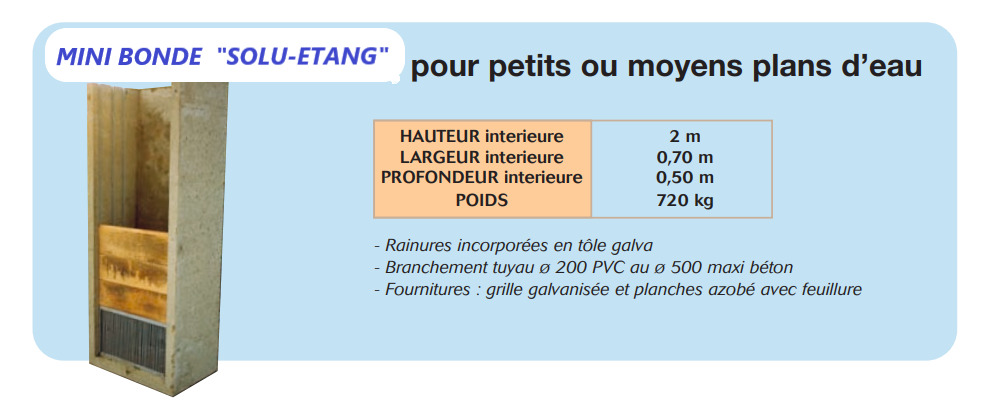 MINI BONDE "SOLU-ETANG" pour petits ou moyens plans d'eau
HAUTEUR interieure 2 m
LARGEUR interieure 0,70 m
PROFONDEUR interieure 0,50 m
POIDS 720 kg
- Rainures incorporées en tôle galva
- Branchement tuyau ø 200 PVC au ø 500 maxi béton
- Fournitures : grille galvanisée et planches azobé avec feuillure